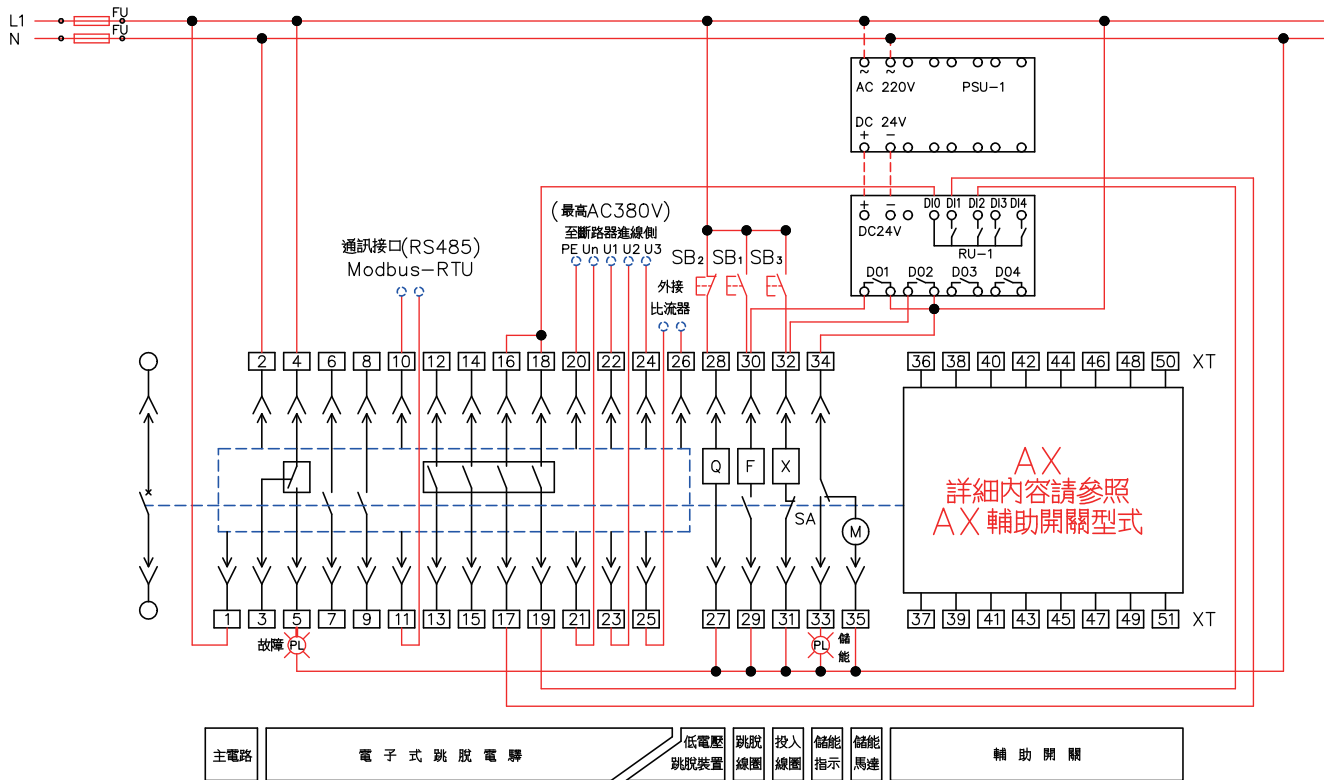 L1 FU
N FU
AC 220V PSU-1
DC 24V
+ −
+ − DI0 DI1 DI2 DI3 DI4
DC24V
RU-1
DO1 DO2 DO3 DO4
(最高AC380V)
至斷路器進線側
PE Un U1 U2 U3
通訊接口(RS485)
Modbus-RTU
SB₂ SB₁ SB₃
外接
比流器
2 4 6 8 10 12 14 16 18 20 22 24 26 28 30 32 34 36 38 40 42 44 46 48 50 XT
Q F X
SA
M
AX
詳細內容請參照
AX輔助開關型式
1 3 5 7 9 11 13 15 17 19 21 23 25 27 29 31 33 35 37 39 41 43 45 47 49 51 XT
故障 PL PL 儲能
主電路
電子式跳脫電驛
低電壓
跳脫裝置
跳脫
線圈
投入
線圈
儲能
指示
儲能
馬達
輔助開關